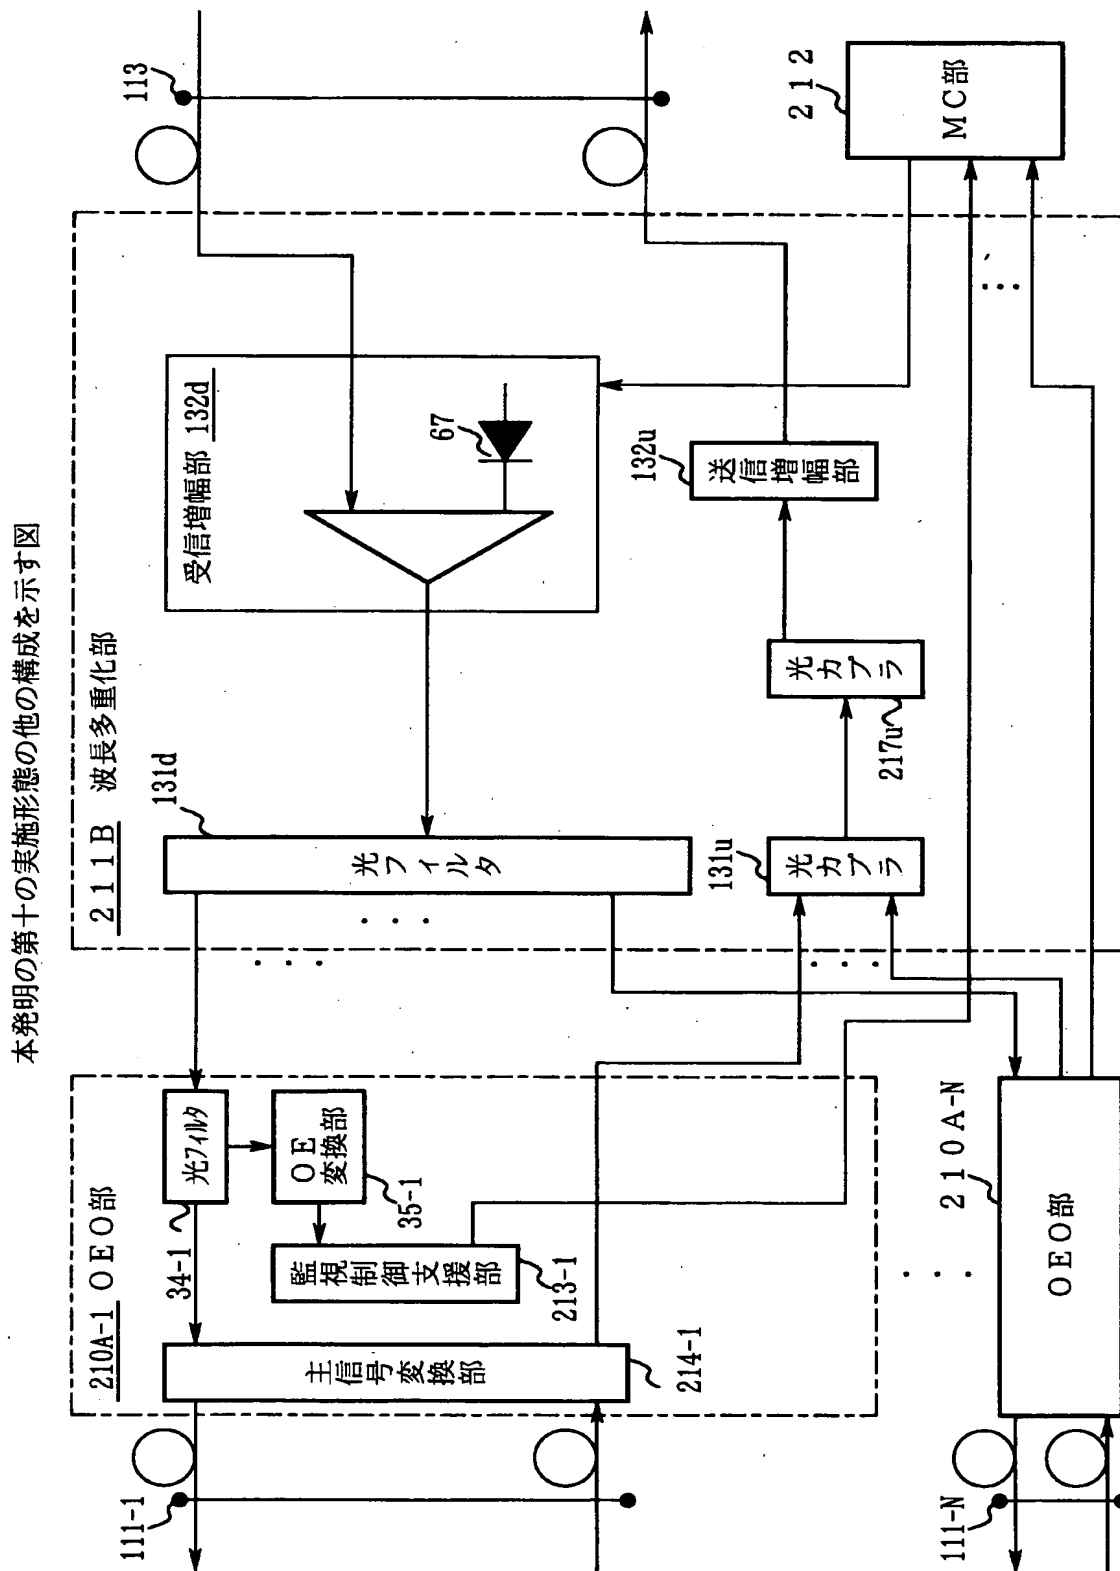 本発明の第十の実施形態の他の構成を示す図
210A-1 OEO部
211B 波長多重化部
111-1
主信号変換部
214-1
34-1
光フィルタ
OE
変換部
35-1
監視制御支援部
213-1
131d
光フィルタ
受信増幅部 132d
67
113
131u
光カプラ
217u
光カプラ
132u
送信増幅部
212
MC部
111-N
210A-N
OEO部